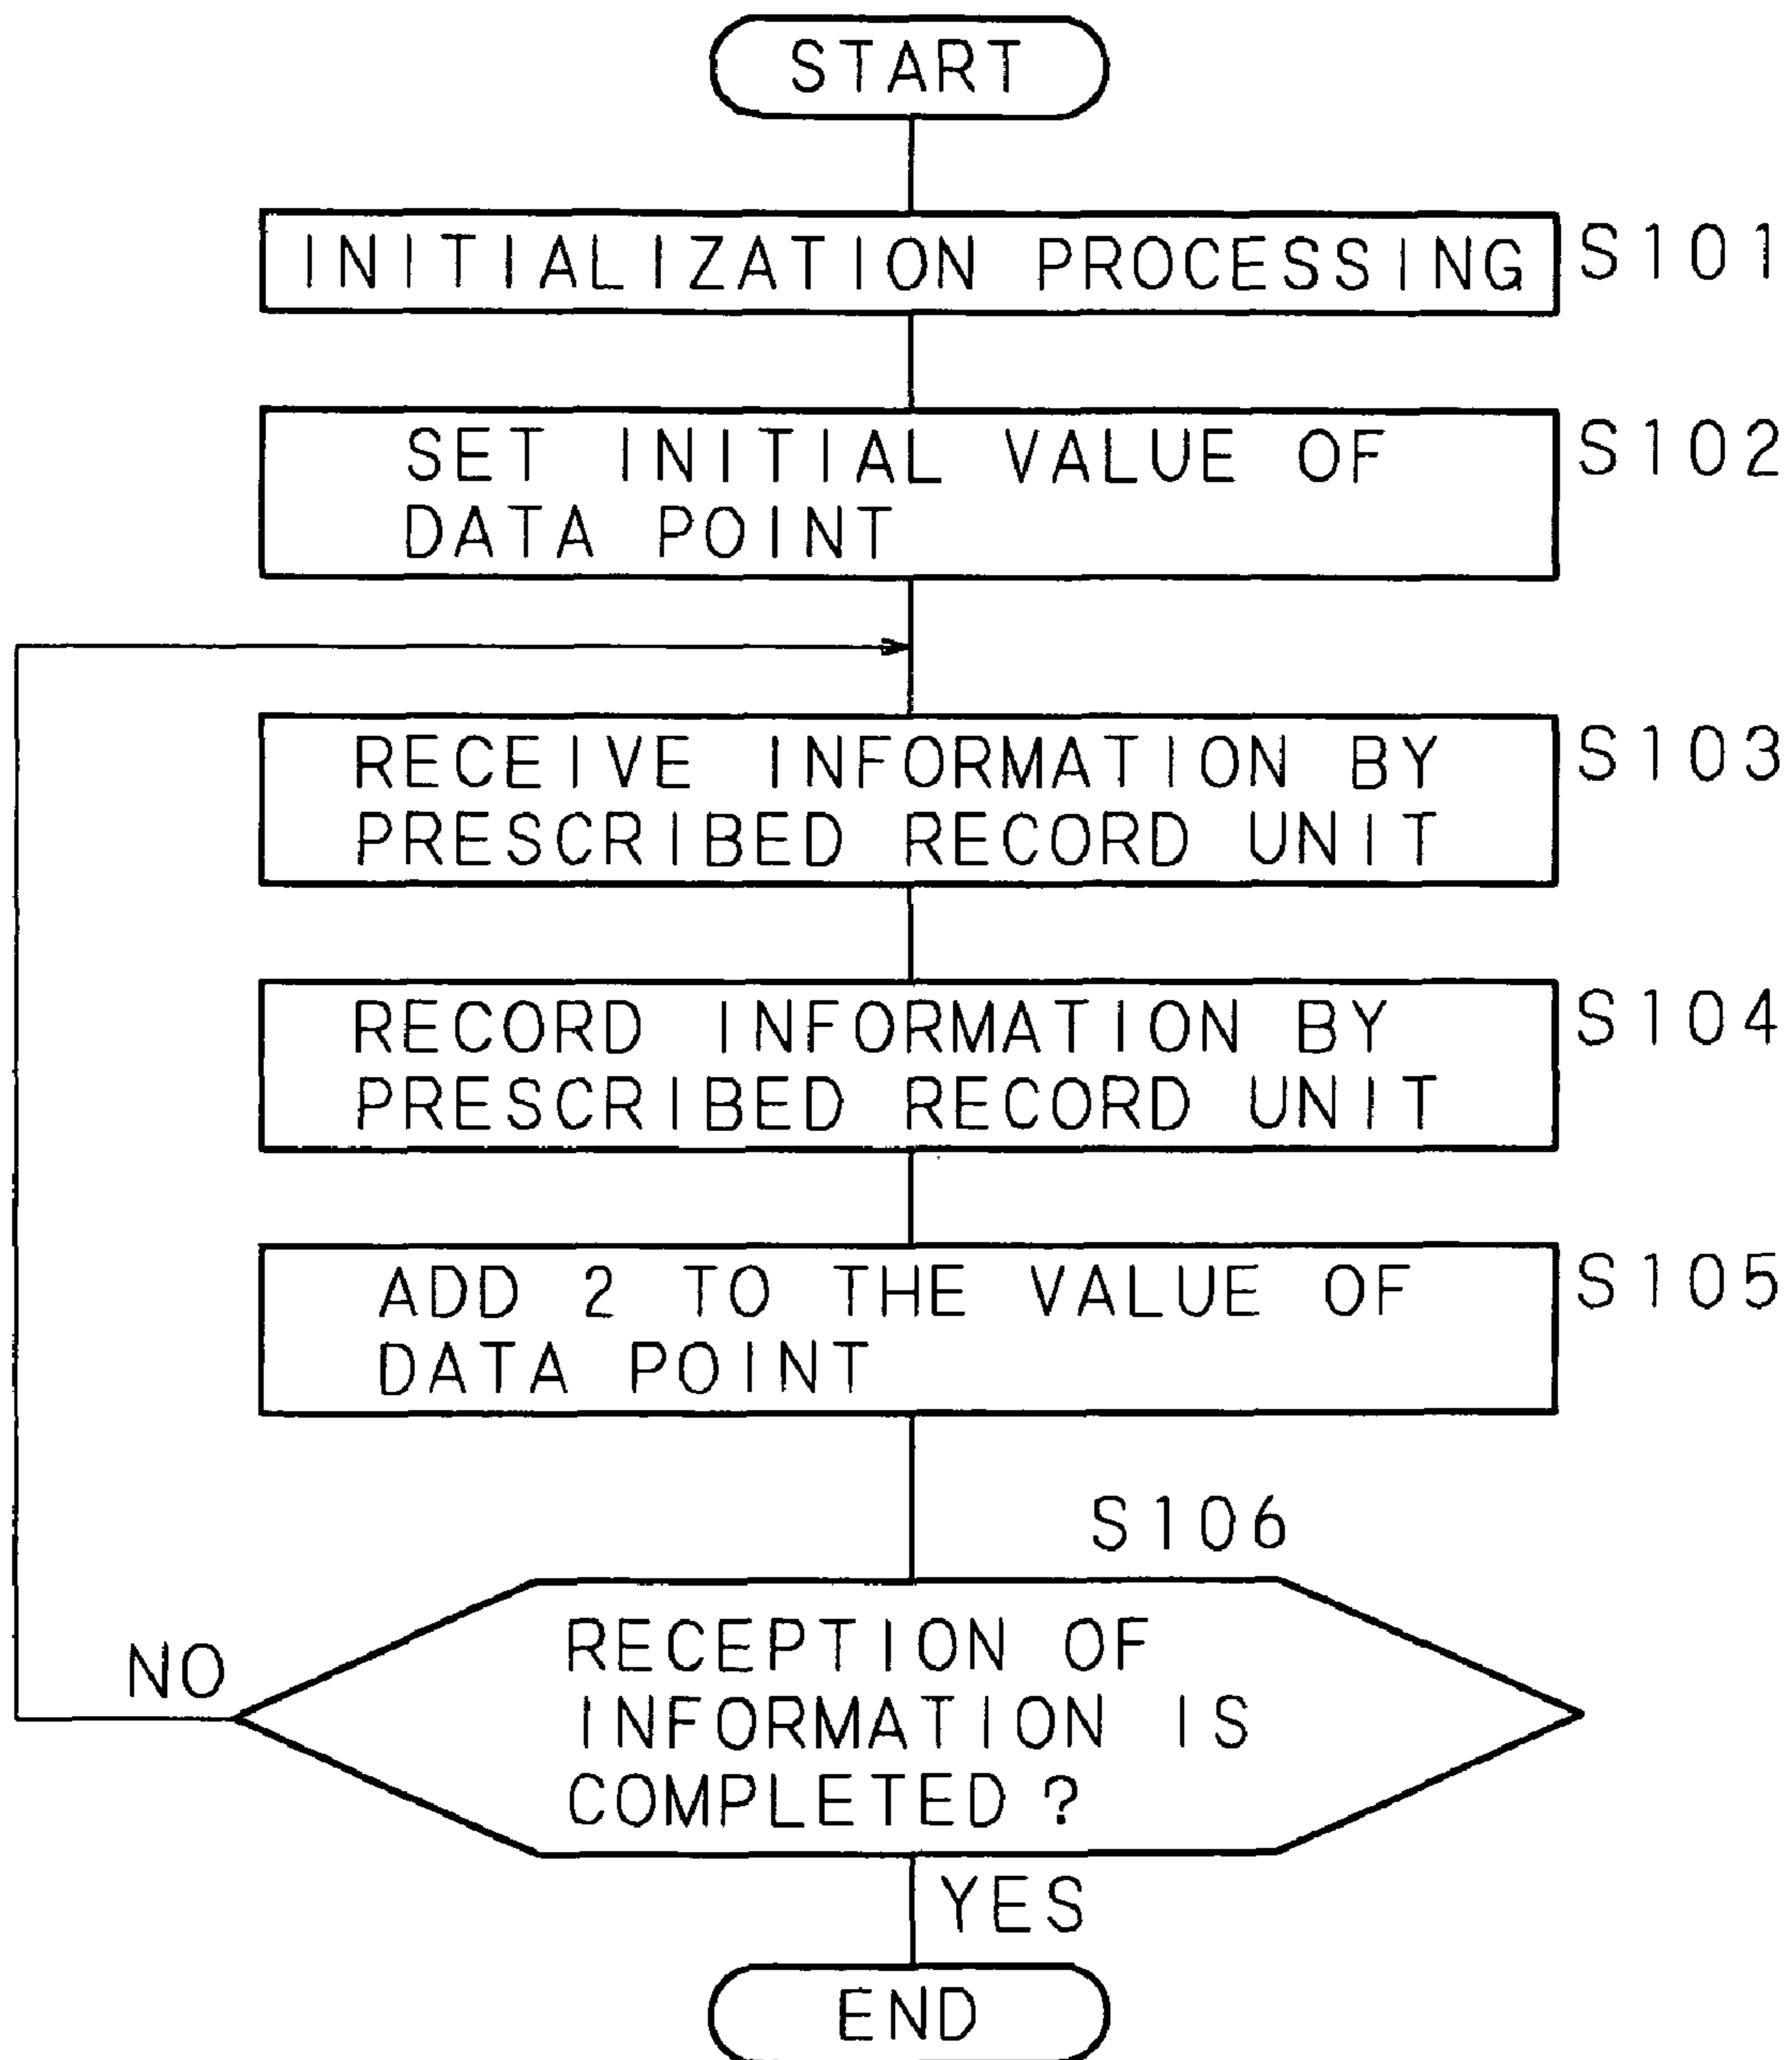 START
INITIALIZATION PROCESSING
S101
SET INITIAL VALUE OF
DATA POINT
S102
RECEIVE INFORMATION BY
PRESCRIBED RECORD UNIT
S103
RECORD INFORMATION BY
PRESCRIBED RECORD UNIT
S104
ADD 2 TO THE VALUE OF
DATA POINT
S105
S106
RECEPTION OF
INFORMATION IS
COMPLETED?
NO
YES
END